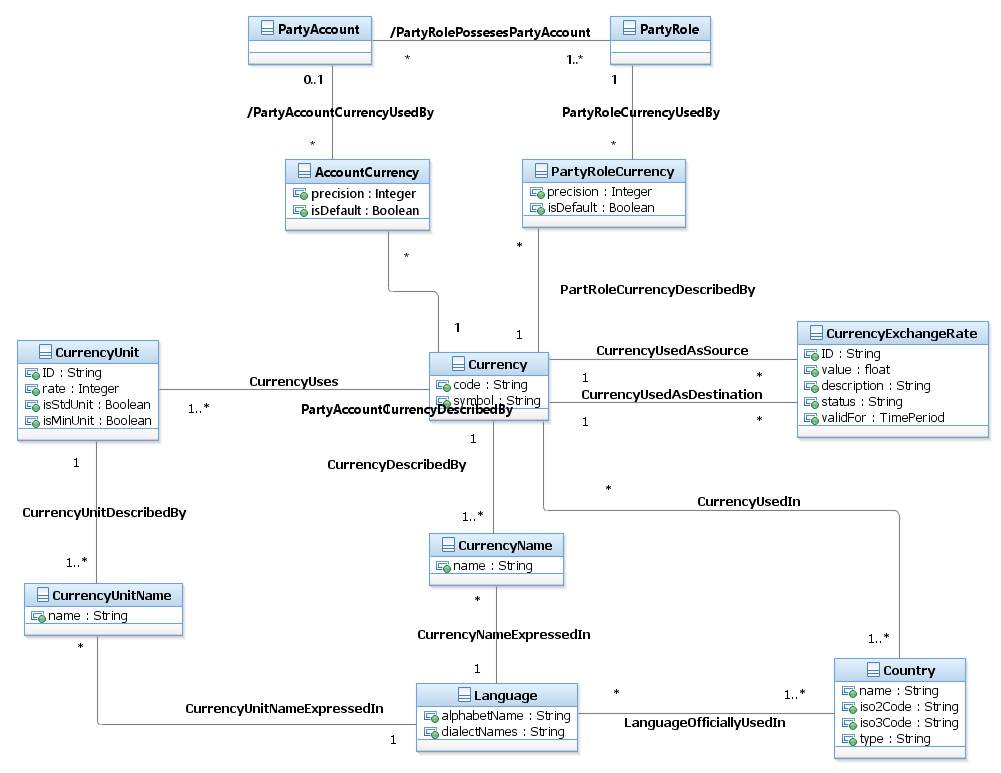 PartyAccount
/PartyRolePossesesPartyAccount
PartyRole
*
1..*
0..1
1
/PartyAccountCurrencyUsedBy
PartyRoleCurrencyUsedBy
*
*
AccountCurrency
precision : Integer
isDefault : Boolean
PartyRoleCurrency
precision : Integer
isDefault : Boolean
*
*
PartRoleCurrencyDescribedBy
1
1
CurrencyUnit
ID : String
rate : Integer
isStdUnit : Boolean
isMinUnit : Boolean
CurrencyUses
1..*
PartyAccountCurrencyDescribedBy
Currency
code : String
symbol : String
CurrencyUsedAsSource
1
*
CurrencyUsedAsDestination
1
*
CurrencyExchangeRate
ID : String
value : float
description : String
status : String
validFor : TimePeriod
1
1
CurrencyDescribedBy
*
CurrencyUsedIn
CurrencyUnitDescribedBy
1..*
1..*
CurrencyName
name : String
CurrencyUnitName
name : String
*
*
CurrencyNameExpressedIn
1
1..*
Language
alphabetName : String
dialectNames : String
CurrencyUnitNameExpressedIn
1
*
1..*
LanguageOfficiallyUsedIn
Country
name : String
iso2Code : String
iso3Code : String
type : String